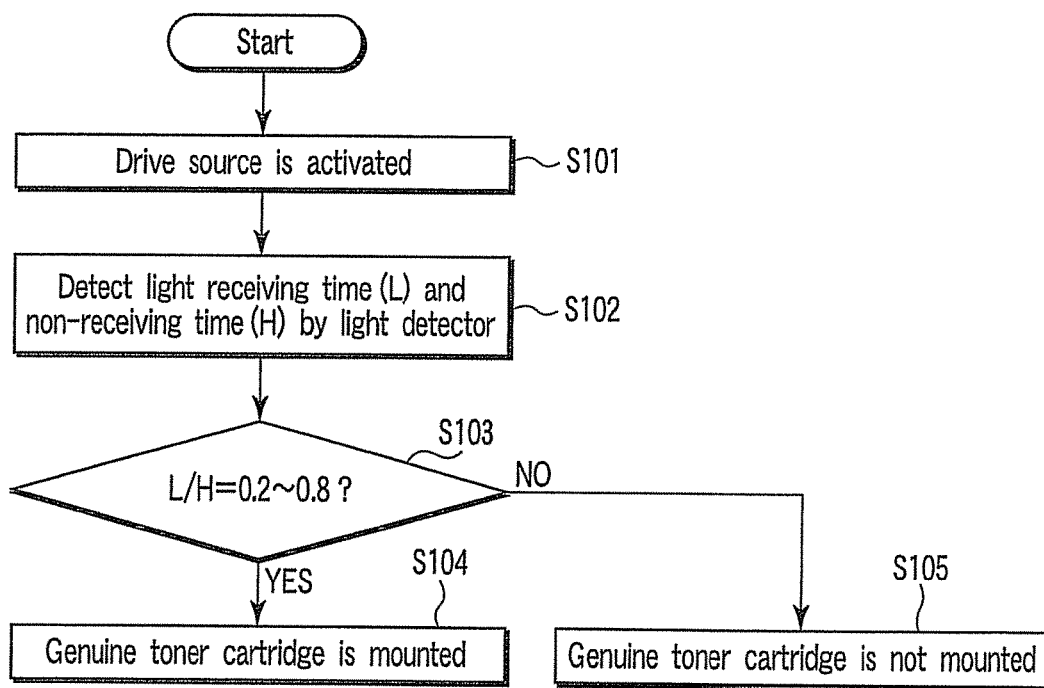 Start
Drive source is activated
S101
Detect light receiving time (L) and
non-receiving time (H) by light detector
S102
S103
L/H=0.2~0.8 ?
NO
YES
S104
S105
Genuine toner cartridge is mounted
Genuine toner cartridge is not mounted